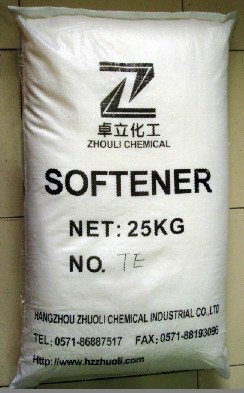 卓立化工
ZHOULI CHEMICAL
SOFTENER
NET: 25KG
NO. TE
HANGZHOU ZHUOLI CHEMICAL INDUSTRIAL CO.,LTD
TEL: 0571-86887517 FAX: 0571-88193096
Http://www.hzzhuoli.com